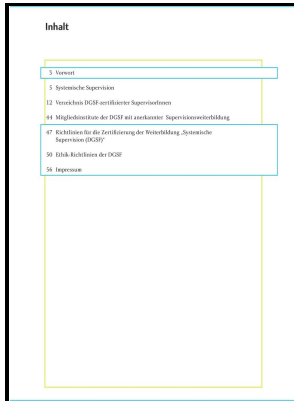 Inhalt
3 Vorwort
5 Systemische Supervision
12 Verzeichnis DGSF-zertifizierter SupervisorInnen
44 Mitgliedsinstitute der DGSF mit anerkannter Supervisionsweiterbildung
47 Richtlinien für die Zertifizierung der Weiterbildung „Systemische
Supervision (DGSF)“
50 Ethik-Richtlinien der DGSF
56 Impressum